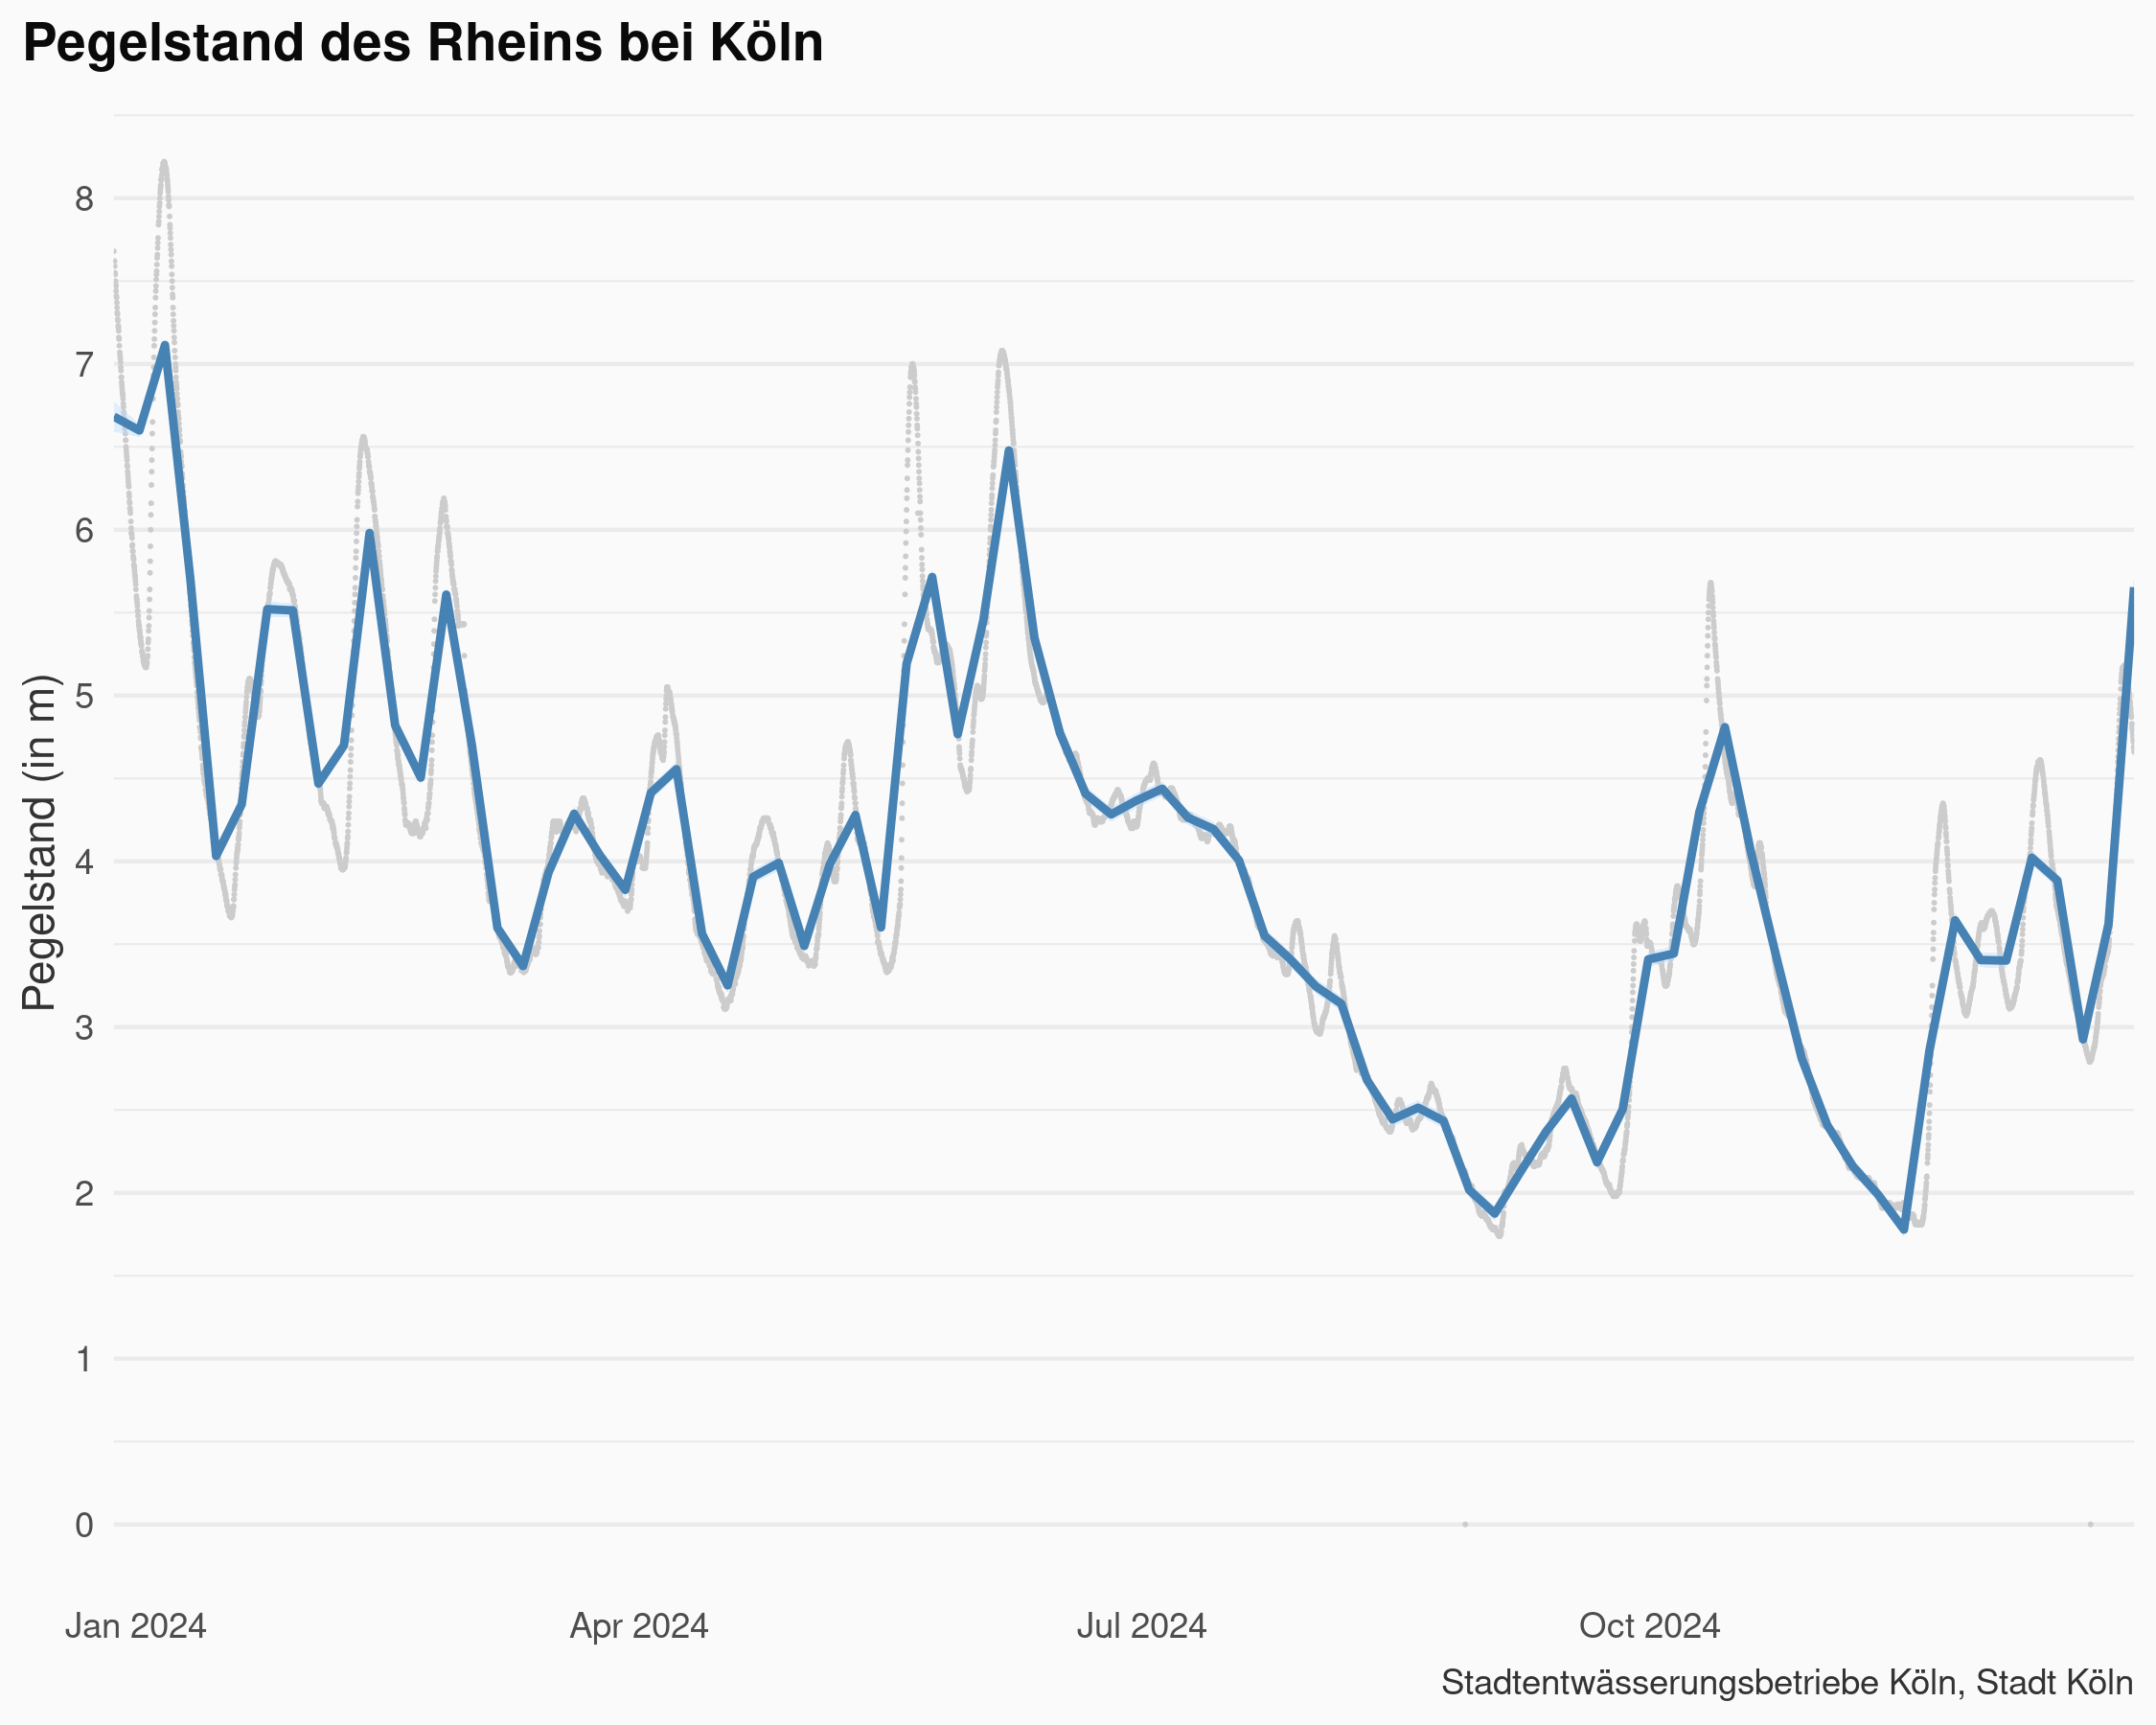 Pegelstand des Rheins bei Köln
Pegelstand (in m)
8
7
6
5
4
3
2
1
0
Jan 2024 Apr 2024 Jul 2024 Oct 2024
Stadtentwässerungsbetriebe Köln, Stadt Köln